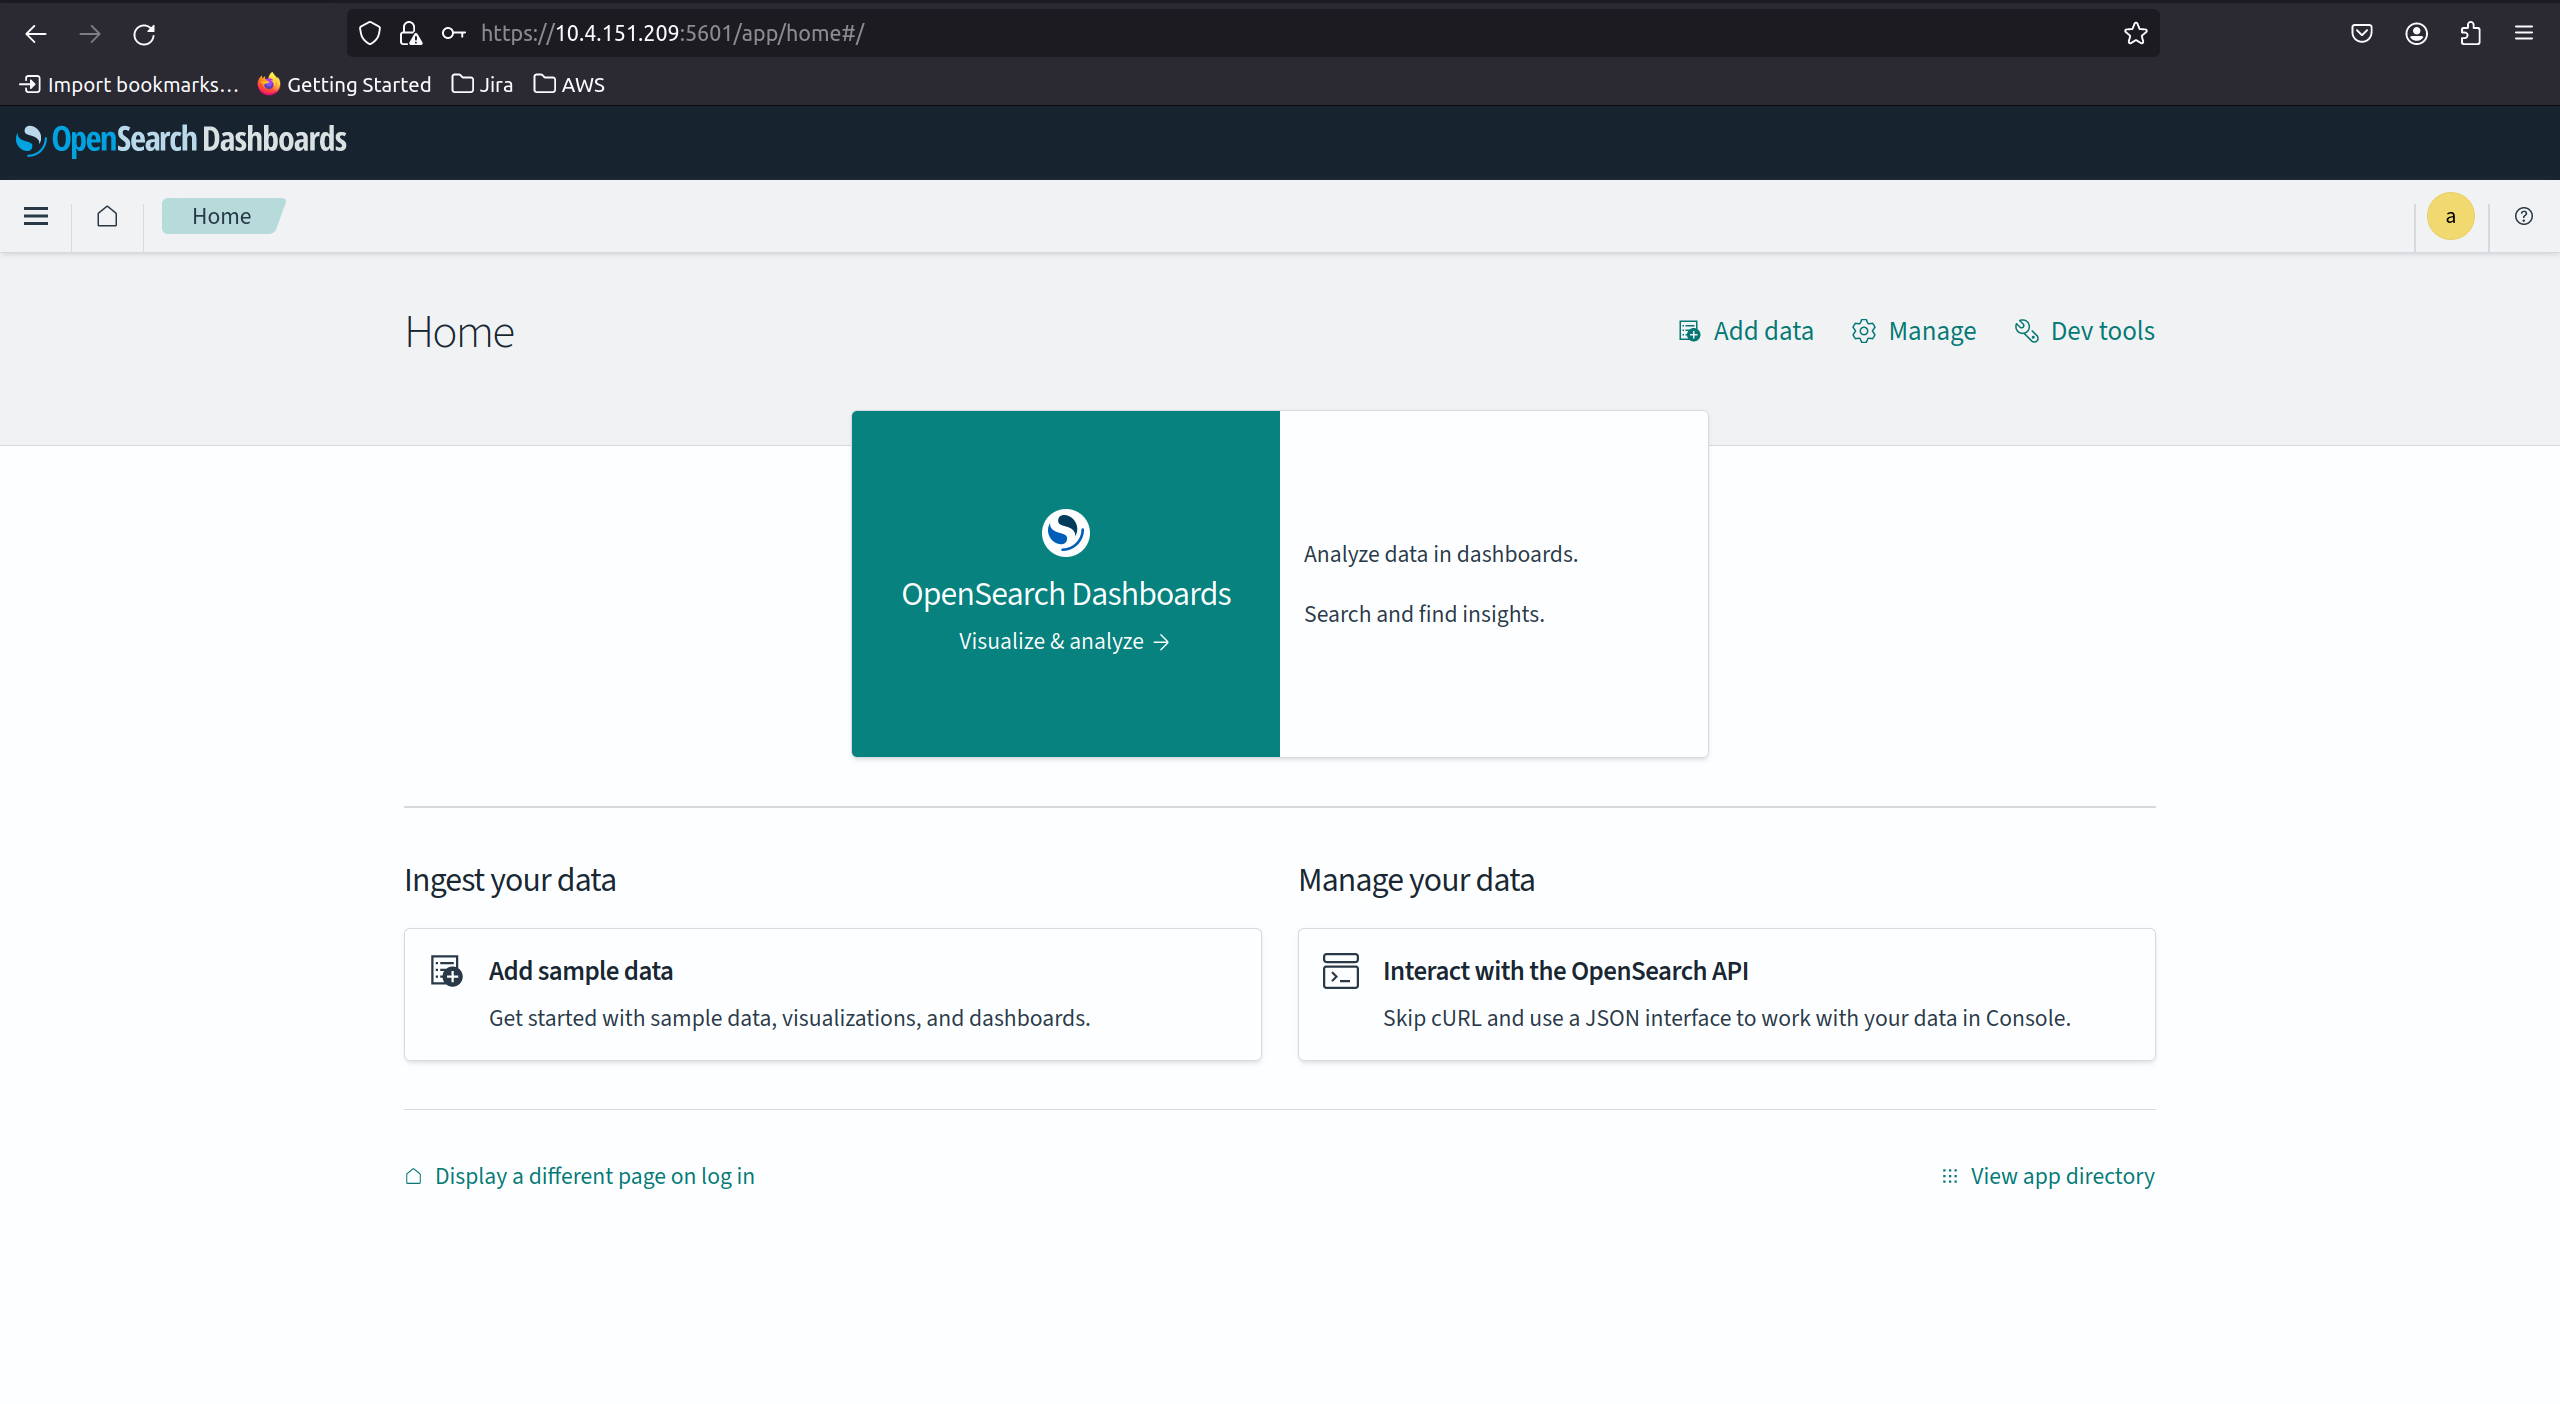 https://10.4.151.209:5601/app/home#/
Import bookmarks... Getting Started Jira AWS
OpenSearch Dashboards
Home a
Home Add data Manage Dev tools
OpenSearch Dashboards
Visualize & analyze →
Analyze data in dashboards.
Search and find insights.
Ingest your data
Add sample data
Get started with sample data, visualizations, and dashboards.
Manage your data
Interact with the OpenSearch API
Skip cURL and use a JSON interface to work with your data in Console.
Display a different page on log in
View app directory